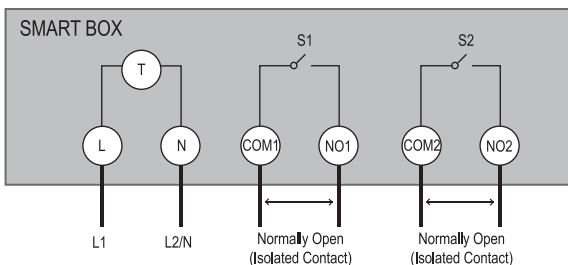 SMART BOX
S1
S2
T
L
N
COM1
NO1
COM2
NO2
L1
L2/N
Normally Open
(Isolated Contact)
Normally Open
(Isolated Contact)